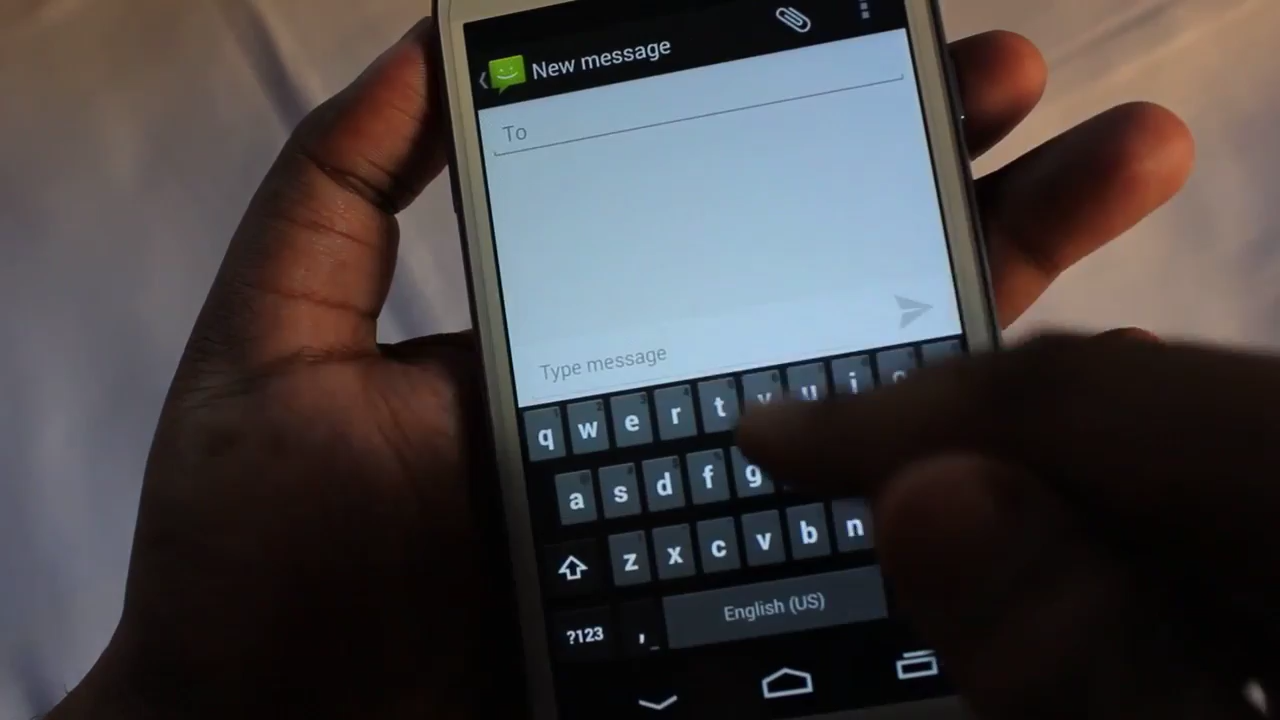 New message
To
Type message
q w e r t y u i
a s d f g
z x c v b n
?123 , English (US)